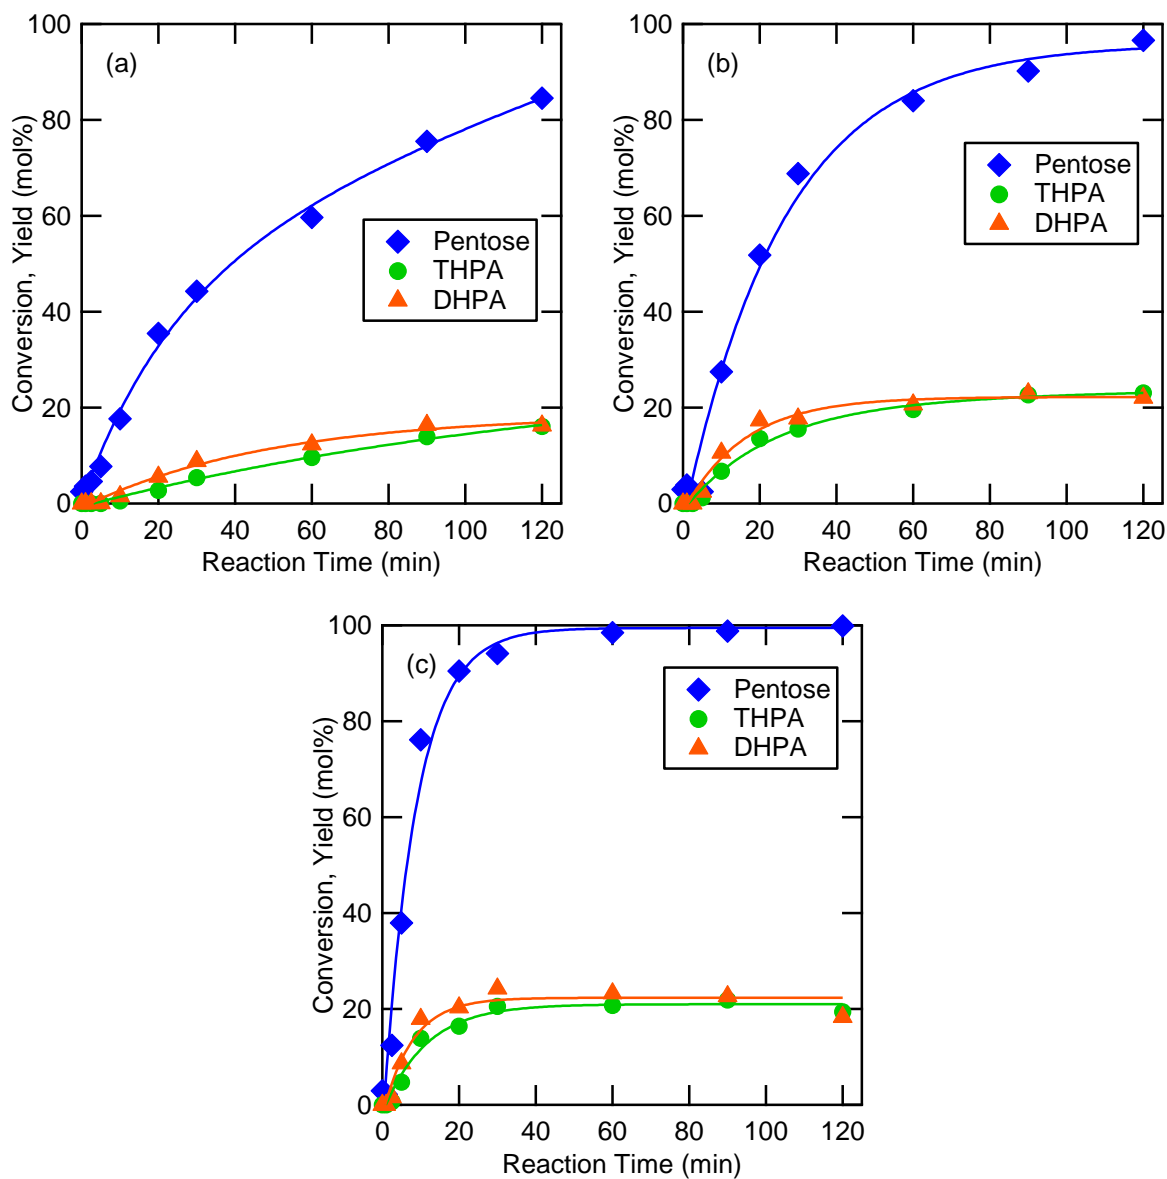 (a)
Conversion, Yield (mol%)
100
80
60
40
20
0
Pentose
THPA
DHPA
0 20 40 60 80 100 120
Reaction Time (min)
(b)
Conversion, Yield (mol%)
100
80
60
40
20
0
Pentose
THPA
DHPA
0 20 40 60 80 100 120
Reaction Time (min)
(c)
Conversion, Yield (mol%)
100
80
60
40
20
0
Pentose
THPA
DHPA
0 20 40 60 80 100 120
Reaction Time (min)